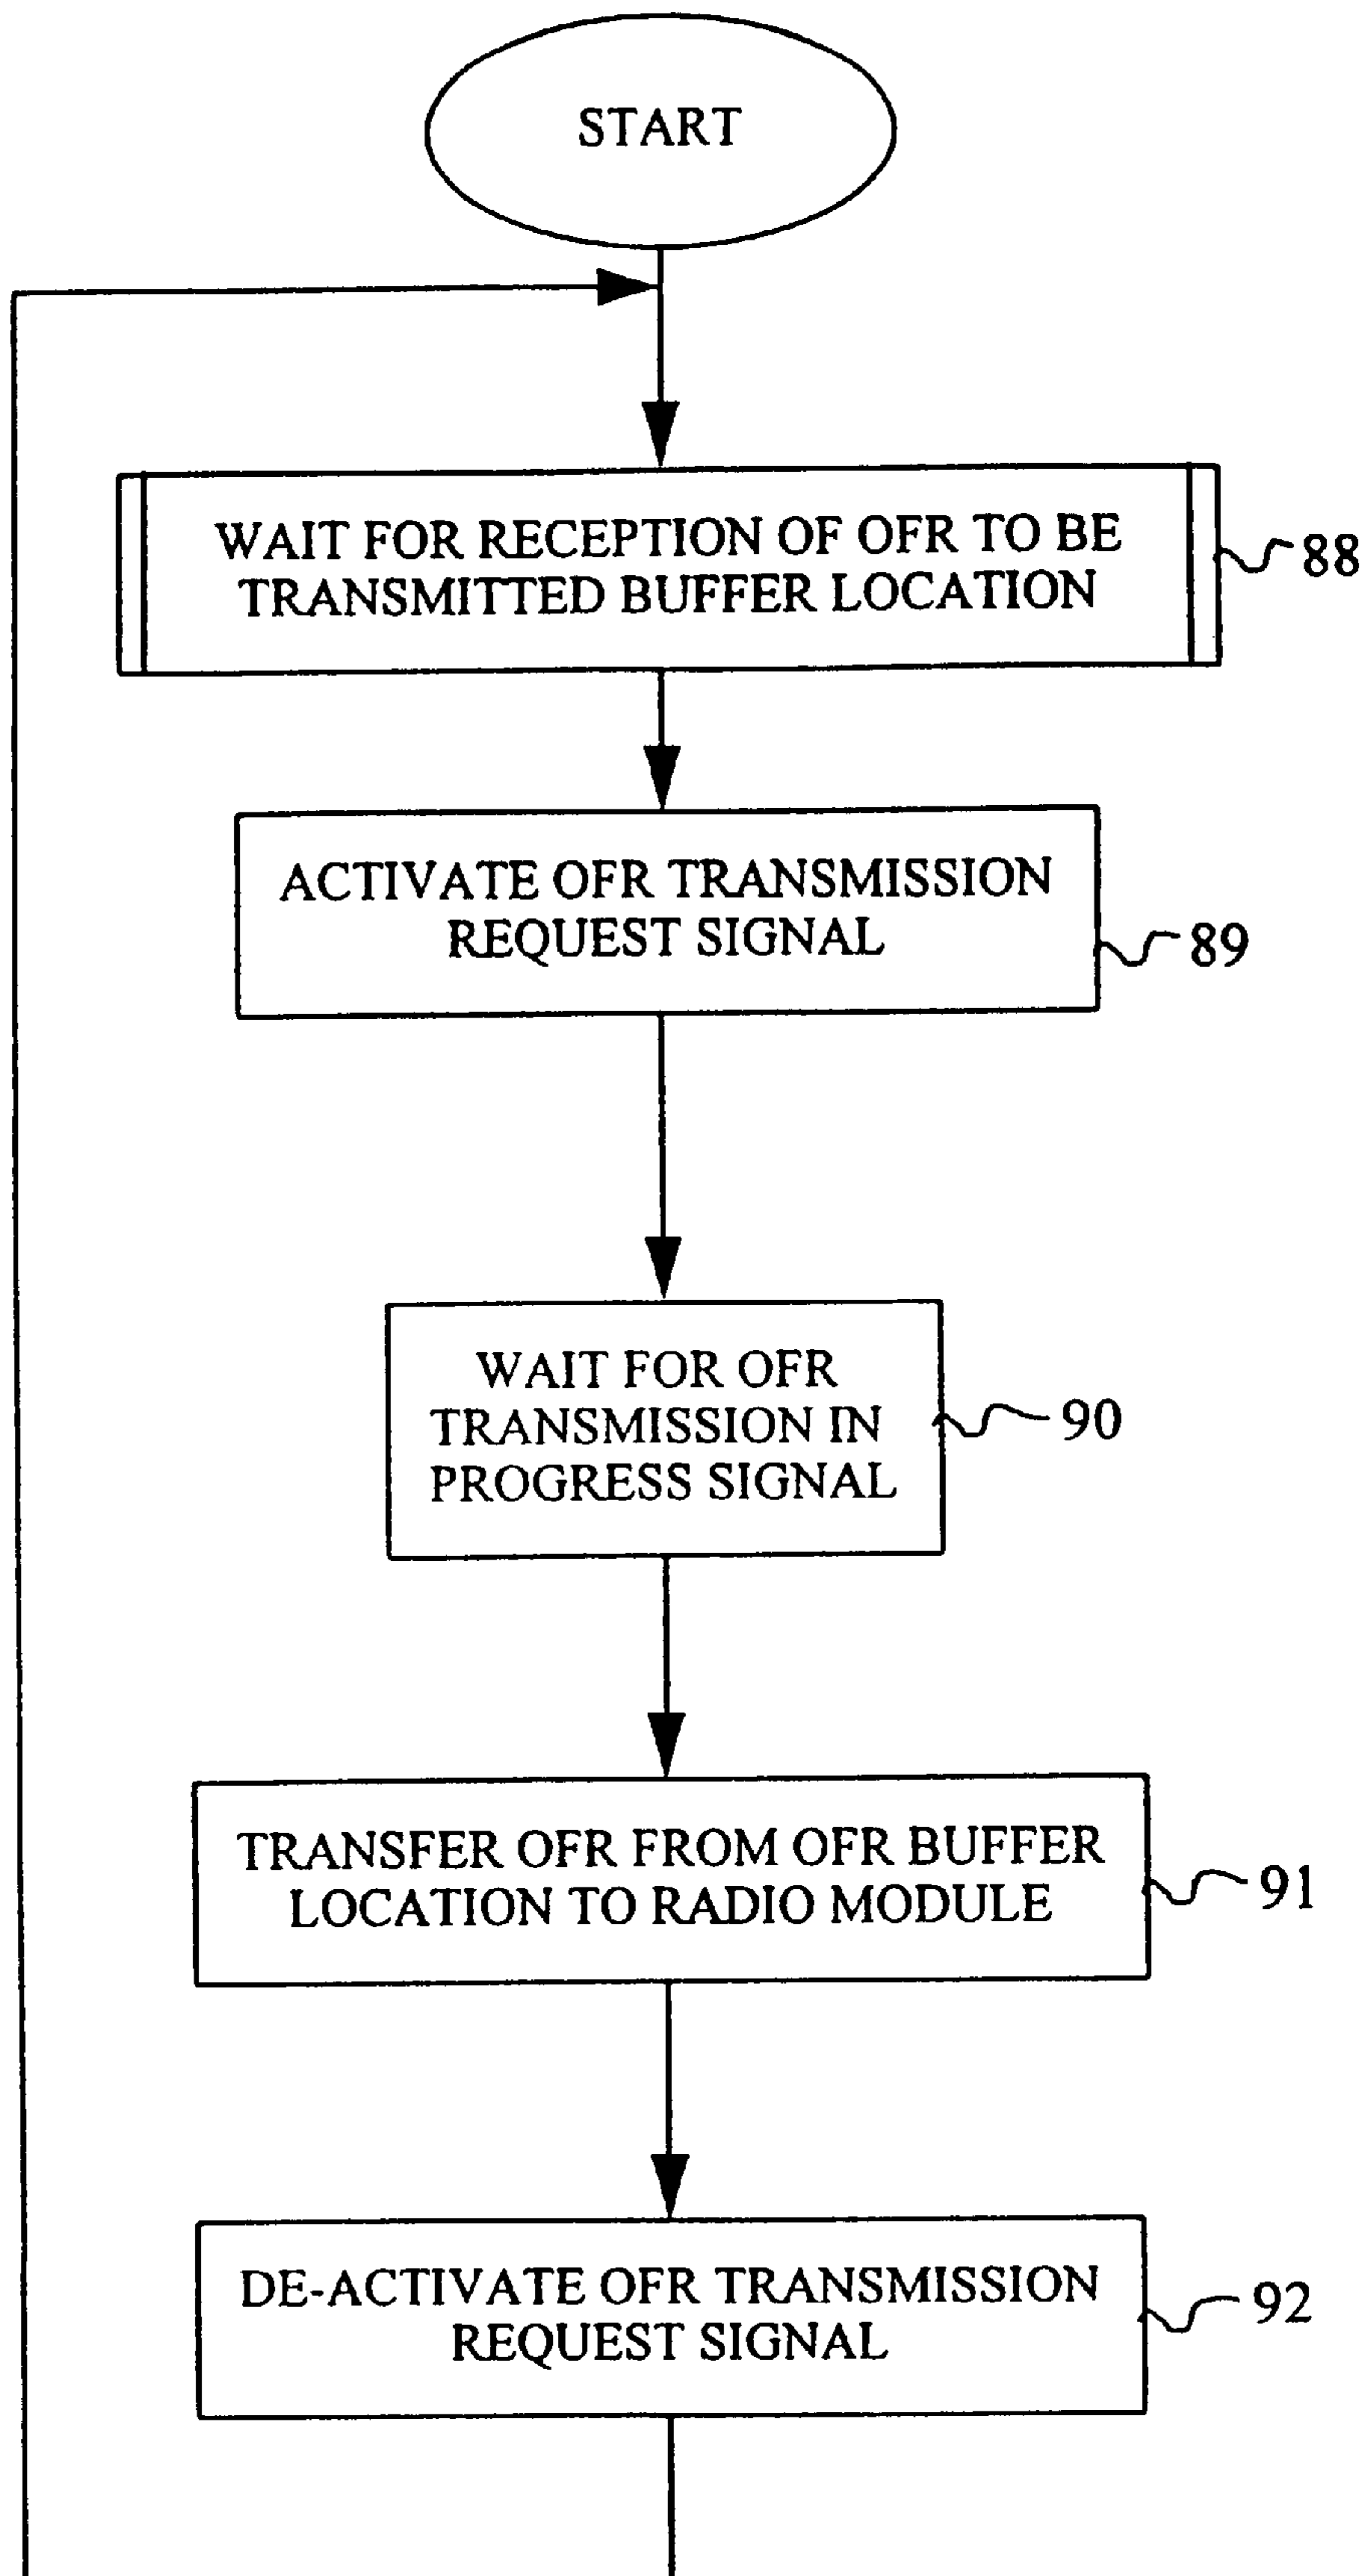 START
WAIT FOR RECEPTION OF OFR TO BE
TRANSMITTED BUFFER LOCATION
88
ACTIVATE OFR TRANSMISSION
REQUEST SIGNAL
89
WAIT FOR OFR
TRANSMISSION IN
PROGRESS SIGNAL
90
TRANSFER OFR FROM OFR BUFFER
LOCATION TO RADIO MODULE
91
DE-ACTIVATE OFR TRANSMISSION
REQUEST SIGNAL
92